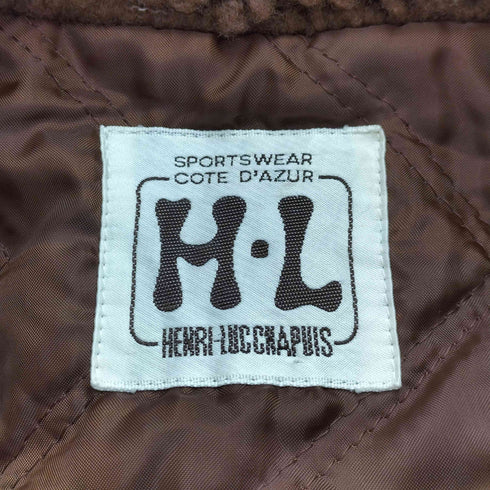 SPORTSWEAR
COTE D'AZUR
H·L
HENRI-LUC CHAPUIS